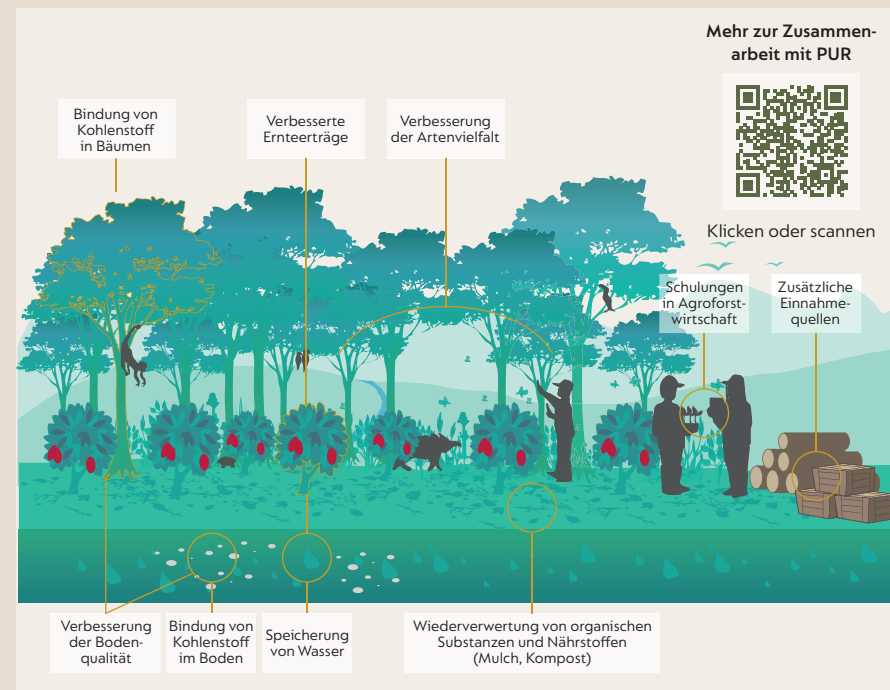 Mehr zur Zusammen-
arbeit mit PUR
Klicken oder scannen
Bindung von
Kohlenstoff
in Bäumen
Verbesserte
Ernteerträge
Verbesserung
der Artenvielfalt
Schulungen
in Agroforst-
wirtschaft
Zusätzliche
Einnahme-
quellen
Verbesserung
der Boden-
qualität
Bindung von
Kohlenstoff
im Boden
Speicherung
von Wasser
Wiederverwertung von organischen
Substanzen und Nährstoffen
(Mulch, Kompost)